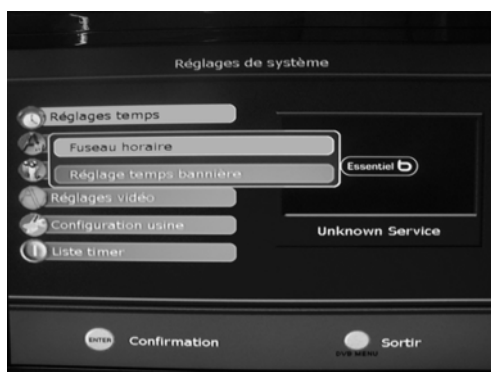 Réglages de système
Réglages temps
Fuseau horaire
Réglage temps bannière
Essentiel b
Réglages vidéo
Configuration usine
Unknown Service
Liste timer
ENTER Confirmation
Sortir
DVB MENU